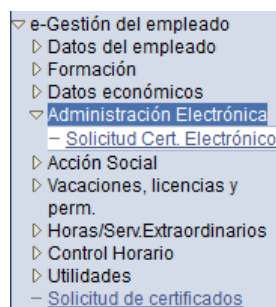 e-Gestión del empleado
Datos del empleado
Formación
Datos económicos
Administración Electrónica
– Solicitud Cert. Electrónico
Acción Social
Vacaciones, licencias y
perm.
Horas/Serv.Extraordinarios
Control Horario
Utilidades
– Solicitud de certificados